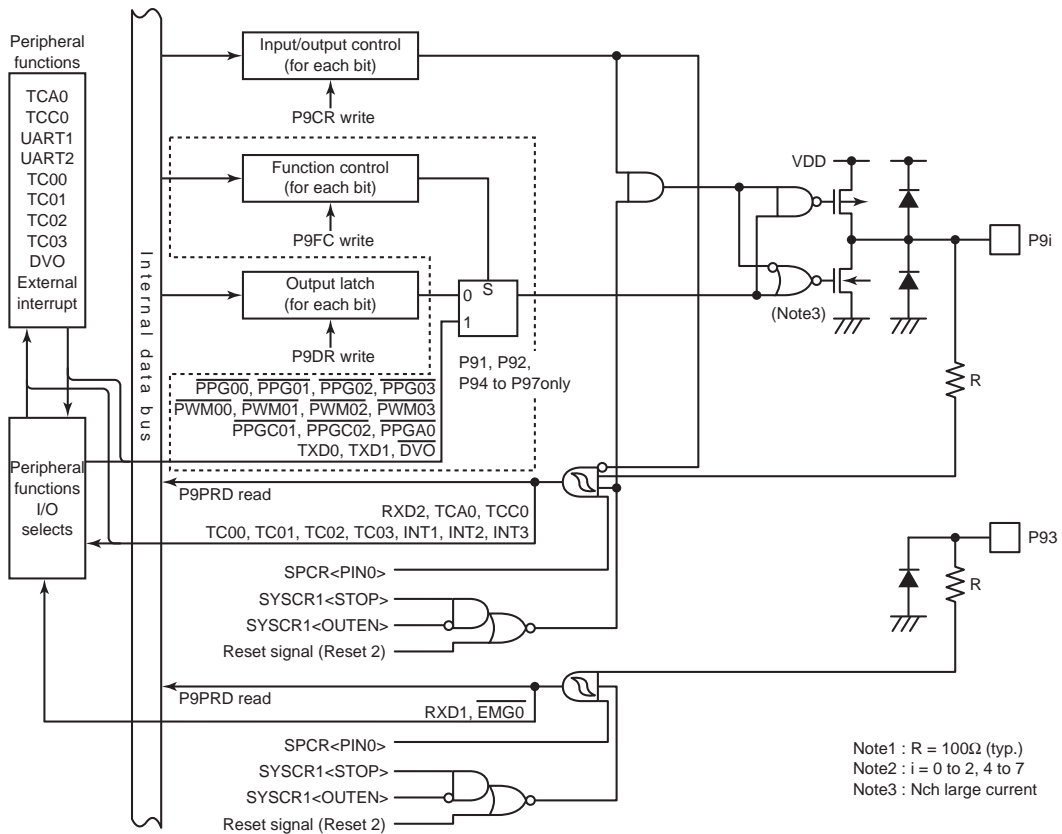 Peripheral
functions
TCA0
TCC0
UART1
UART2
TC00
TC01
TC02
TC03
DVO
External
interrupt
Peripheral
functions
I/O
selects
Internal data bus
Input/output control
(for each bit)
P9CR write
Function control
(for each bit)
P9FC write
Output latch
(for each bit)
P9DR write
0
S
1
P91, P92,
P94 to P97only
PPG00, PPG01, PPG02, PPG03
PWM00, PWM01, PWM02, PWM03
PPGC01, PPGC02, PPGA0
TXD0, TXD1, DVO
VDD
P9i
(Note3)
R
P9PRD read
RXD2, TCA0, TCC0
TC00, TC01, TC02, TC03, INT1, INT2, INT3
SPCR<PIN0>
SYSCR1<STOP>
SYSCR1<OUTEN>
Reset signal (Reset 2)
P93
R
P9PRD read
RXD1, EMG0
SPCR<PIN0>
SYSCR1<STOP>
SYSCR1<OUTEN>
Reset signal (Reset 2)
Note1 : R = 100Ω (typ.)
Note2 : i = 0 to 2, 4 to 7
Note3 : Nch large current